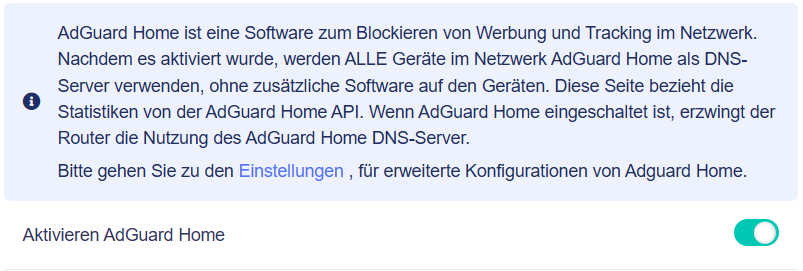 AdGuard Home ist eine Software zum Blockieren von Werbung und Tracking im Netzwerk.
Nachdem es aktiviert wurde, werden ALLE Geräte im Netzwerk AdGuard Home als DNS-
Server verwenden, ohne zusätzliche Software auf den Geräten. Diese Seite bezieht die
Statistiken von der AdGuard Home API. Wenn AdGuard Home eingeschaltet ist, erzwingt der
Router die Nutzung des AdGuard Home DNS-Server.
Bitte gehen Sie zu den Einstellungen , für erweiterte Konfigurationen von Adguard Home.
Aktivieren AdGuard Home